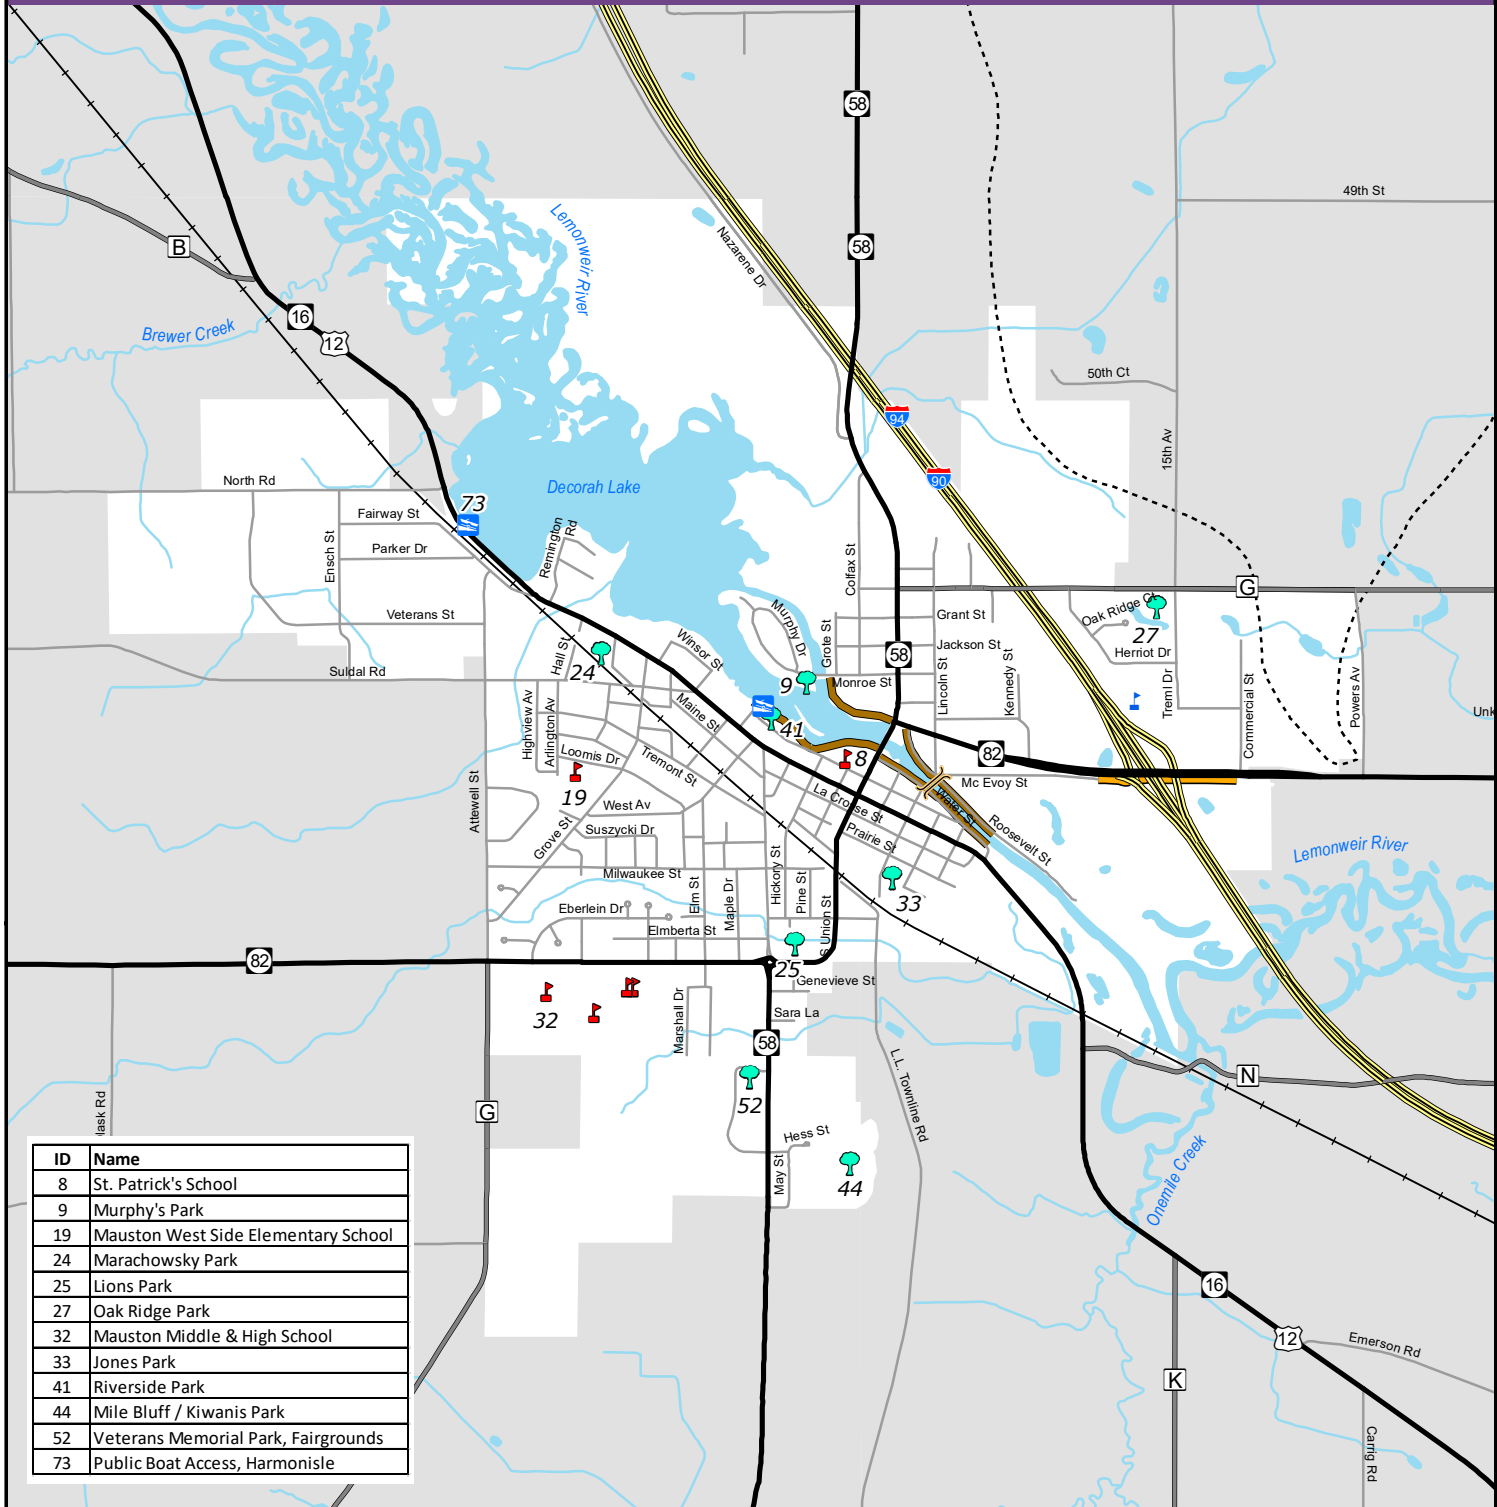 58
49th St
Lemonweir
River
Nazarene Dr
B
58
15th Av
16
Brewer Creek
12
50th Ct
94
90
North Rd
Decorah Lake
73
Fairway St
Ensch St
Parker Dr
Remington
Rd
Colfax St
Powers Av
G
Veterans St
Murphy Dr
Grote St
Grant St
Oak Ridge Ct
27
Herriot Dr
Jackson St
58
Hall St
Winsor St
24
Suldal Rd
9
Monroe St
Lincoln St
Kennedy St
Treml Dr
Commercial St
Highview Av
Arlington Av
Maine St
41
Unk
Loomis Dr
Tremont St
8
82
Mc Evoy St
19
Attewell St
West Av
La Crosse St
Water St
Roosevelt St
Grove St
Suszycki Dr
Prairie St
Lemonweir River
Milwaukee St
Hickory St
Elm St
Maple Dr
Pine St
33
Eberlein Dr
S Union St
Elmberta St
82
25
Genevieve St
32
Marshall Dr
Sara La
58
L.L. Townline Rd
N
52
G
Hess St
May St
44
Onemile Creek
16
12
Emerson Rd
K
Carrig Rd
ID Name
8 St. Patrick's School
9 Murphy's Park
19 Mauston West Side Elementary School
24 Marachowsky Park
25 Lions Park
27 Oak Ridge Park
32 Mauston Middle & High School
33 Jones Park
41 Riverside Park
44 Mile Bluff / Kiwanis Park
52 Veterans Memorial Park, Fairgrounds
73 Public Boat Access, Harmonisle